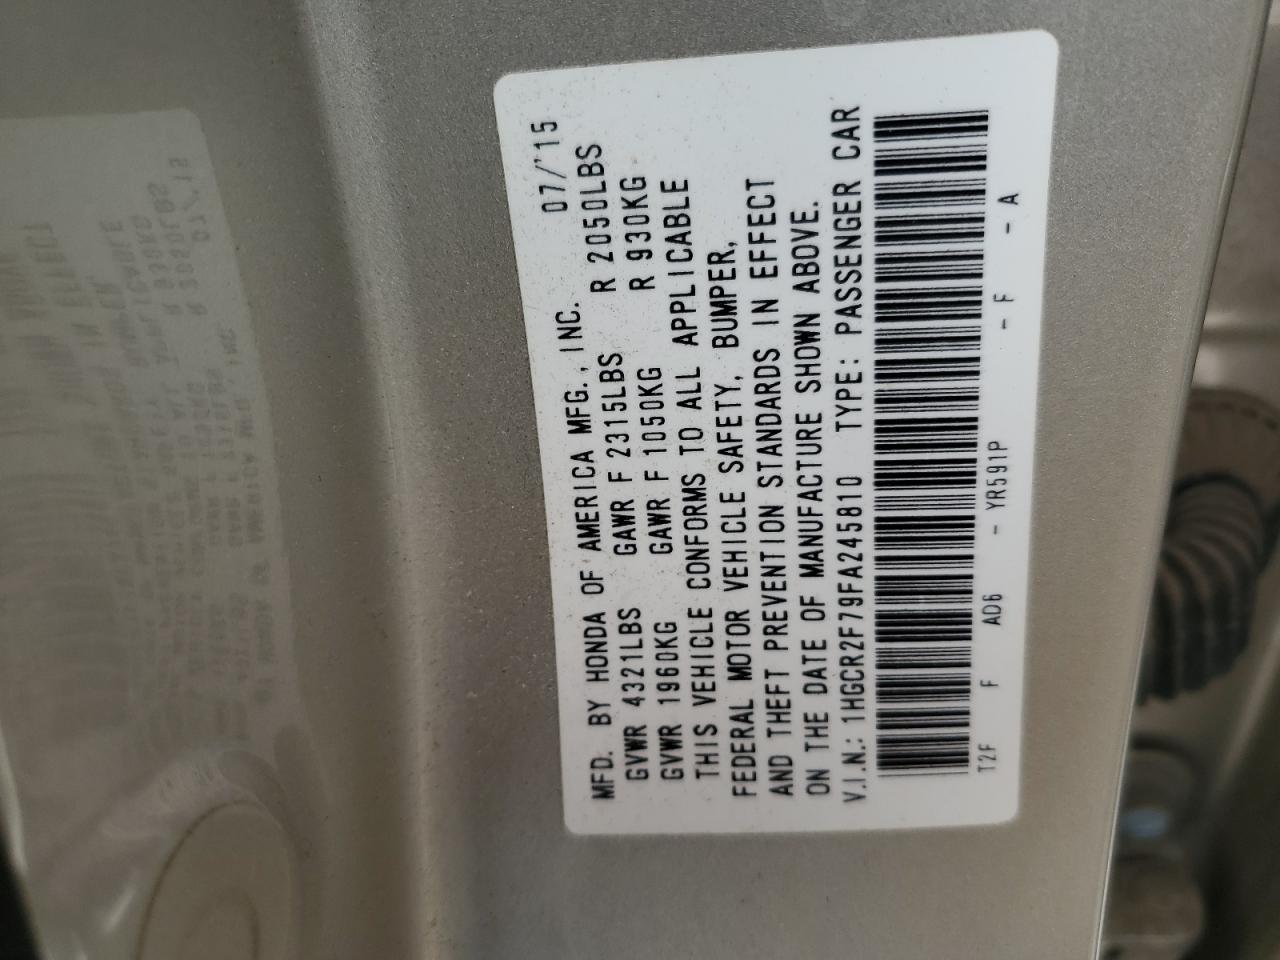 07/'15
MFD. BY HONDA OF AMERICA MFG., INC.
GVWR 4321LBS GAWR F 2315LBS R 2050LBS
GVWR 1960KG GAWR F 1050KG R 930KG
THIS VEHICLE CONFORMS TO ALL APPLICABLE
FEDERAL MOTOR VEHICLE SAFETY, BUMPER,
AND THEFT PREVENTION STANDARDS IN EFFECT
ON THE DATE OF MANUFACTURE SHOWN ABOVE.
V.I.N.: 1HGCR2F79FA245810 TYPE: PASSENGER CAR
T2F F AD6 - YR591P - F - A